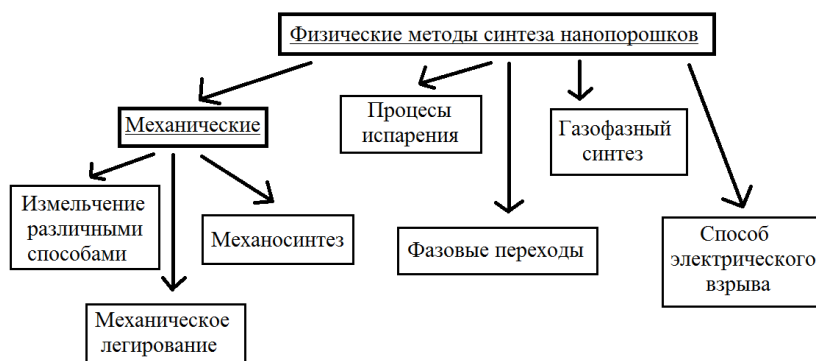 Физические методы синтеза нанопорошков
Механические
Процесы
испарения
Газофазный
синтез
Измельчение
различными
способами
Механосинтез
Фазовые переходы
Способ
электрического
взрыва
Механическое
легирование